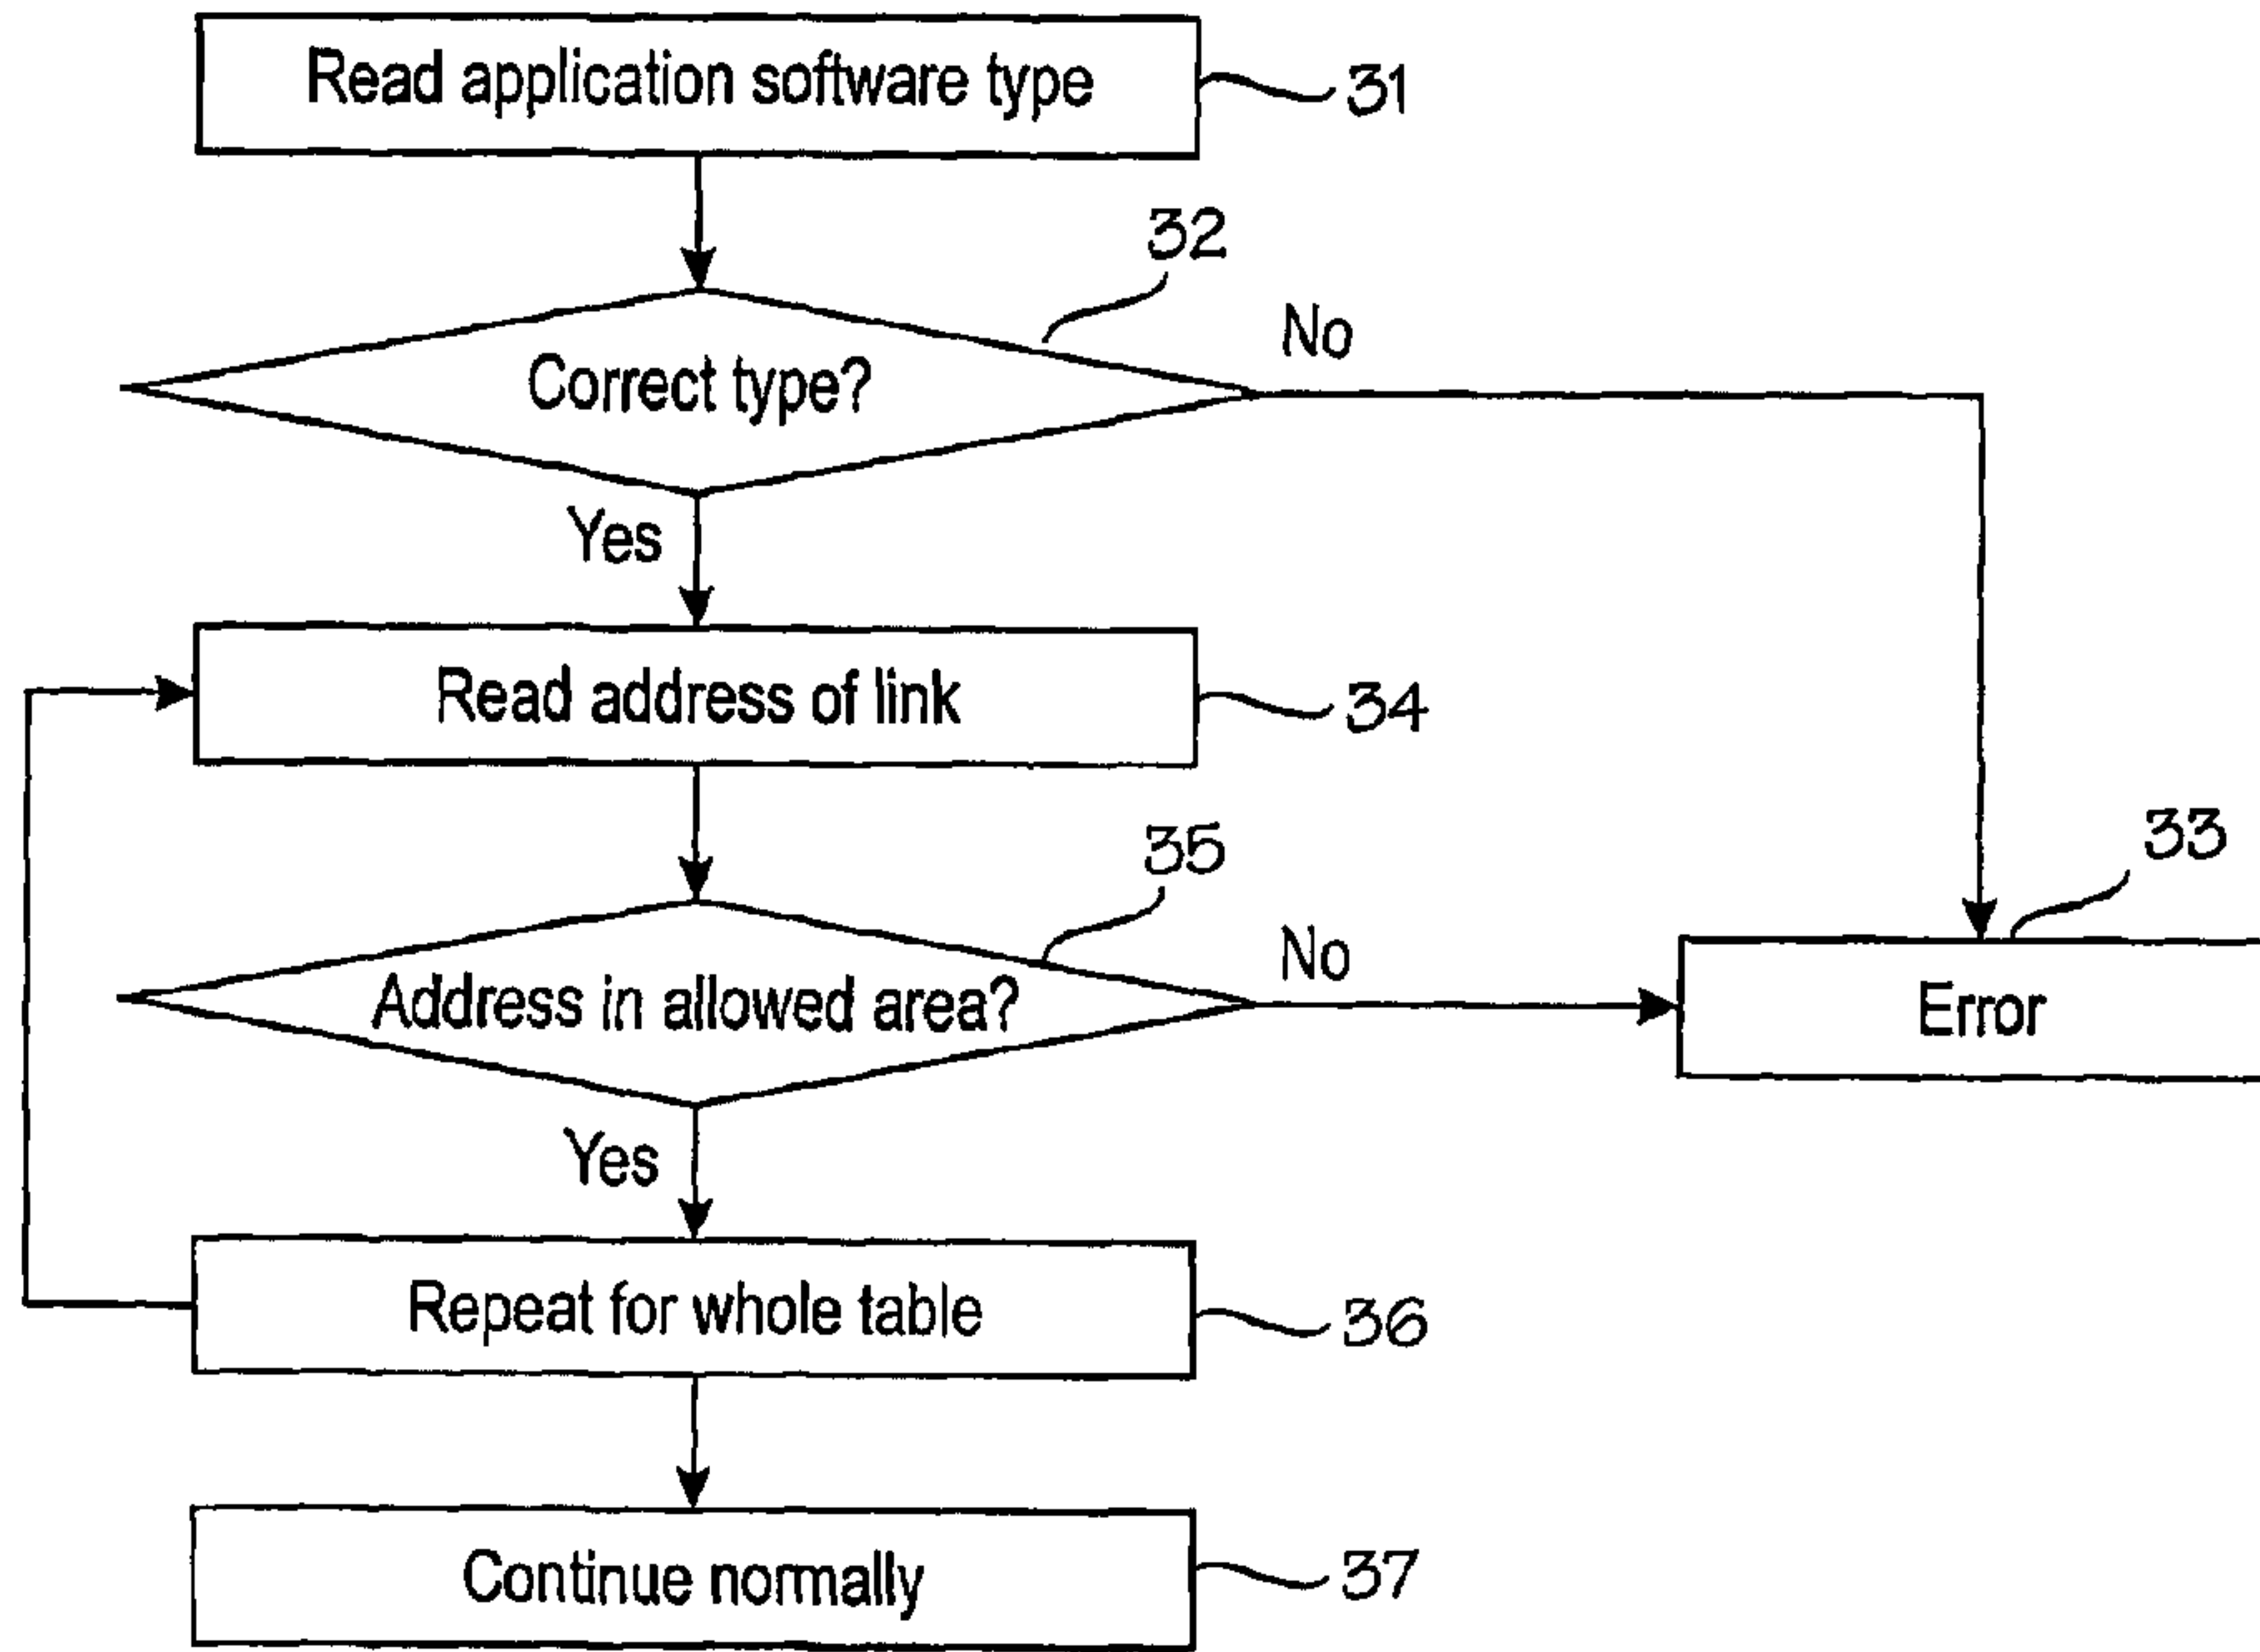 Read application software type
31
32
Correct type?
No
Yes
Read address of link
34
35
33
Address in allowed area?
No
Error
Yes
Repeat for whole table
36
Continue normally
37